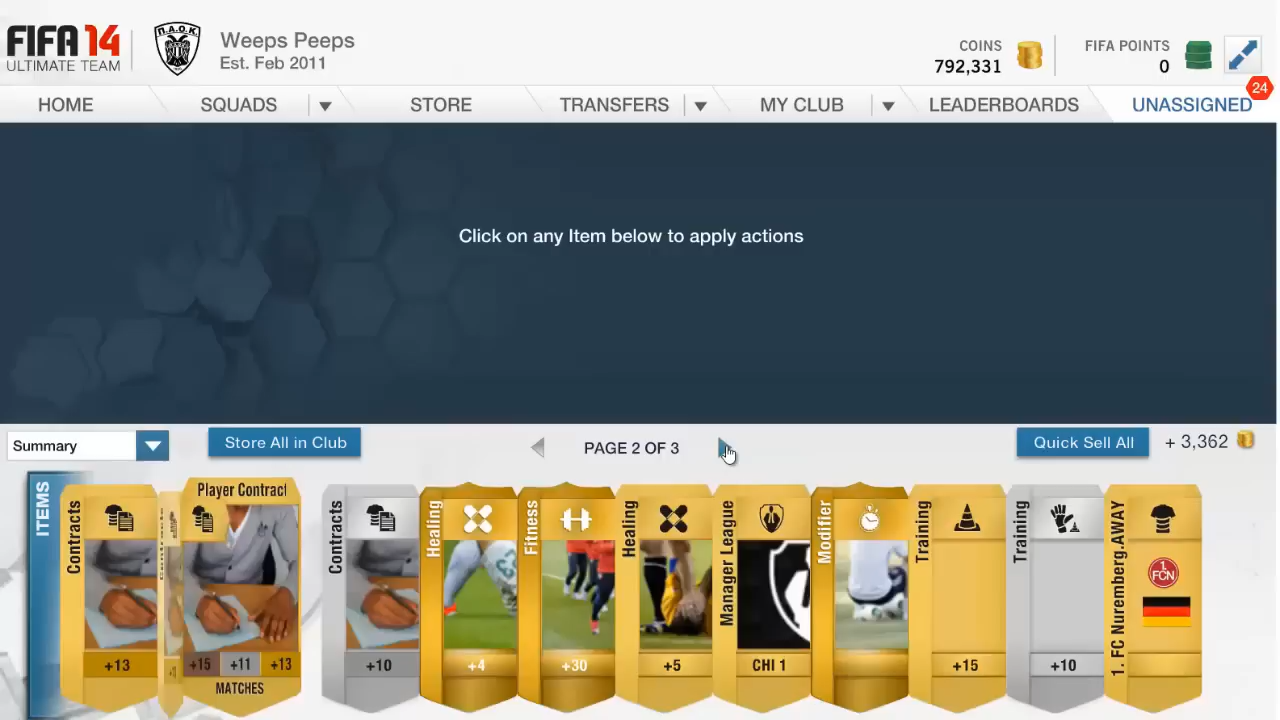 FIFA 14
ULTIMATE TEAM
Π.Α.Ο.Κ.
Weeps Peeps
Est. Feb 2011
COINS
792,331
FIFA POINTS
0
24
HOME
SQUADS
STORE
TRANSFERS
MY CLUB
LEADERBOARDS
UNASSIGNED
Click on any Item below to apply actions
Summary
Store All in Club
PAGE 2 OF 3
Quick Sell All
+ 3,362
ITEMS
Contracts
+13
Player Contract
+15
+11
+13
MATCHES
Contracts
+10
Healing
+4
Fitness
+30
Healing
+5
Manager League
CHI 1
Modifier
Training
+15
Training
+10
1. FC Nuremberg.AWAY
1.
FCN